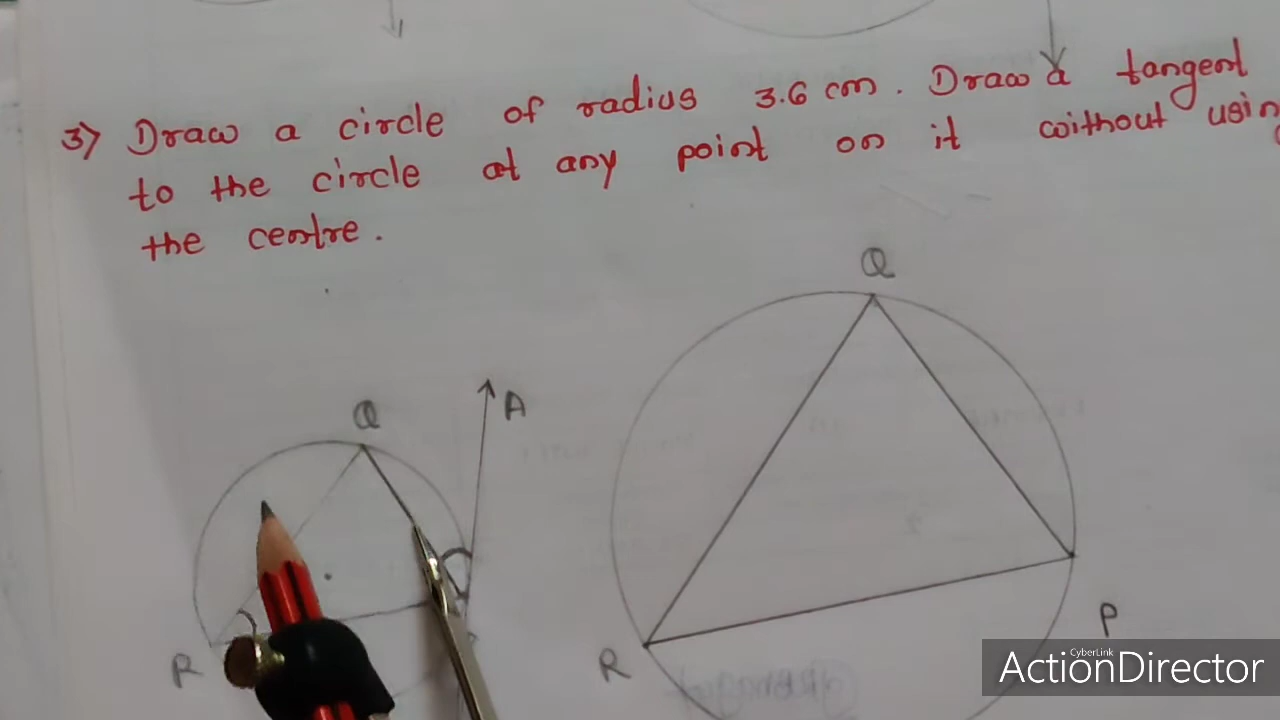 3) Draw a circle of radius 3.6 cm. Draw a tangent
to the circle at any point on it without using
the centre.
Q
Q
A
P
R
R
CyberLink
ActionDirector